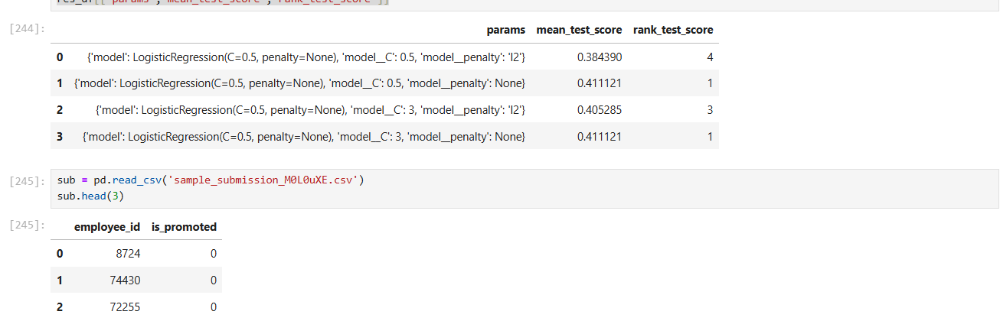 res_df[['params','mean_test_score','rank_test_score']]
[244]:
params mean_test_score rank_test_score
0 {'model': LogisticRegression(C=0.5, penalty=None), 'model__C': 0.5, 'model__penalty': 'l2'} 0.384390 4
1 {'model': LogisticRegression(C=0.5, penalty=None), 'model__C': 0.5, 'model__penalty': None} 0.411121 1
2 {'model': LogisticRegression(C=0.5, penalty=None), 'model__C': 3, 'model__penalty': 'l2'} 0.405285 3
3 {'model': LogisticRegression(C=0.5, penalty=None), 'model__C': 3, 'model__penalty': None} 0.411121 1
[245]: sub = pd.read_csv('sample_submission_M0L0uXE.csv')
sub.head(3)
[245]:
employee_id is_promoted
0 8724 0
1 74430 0
2 72255 0